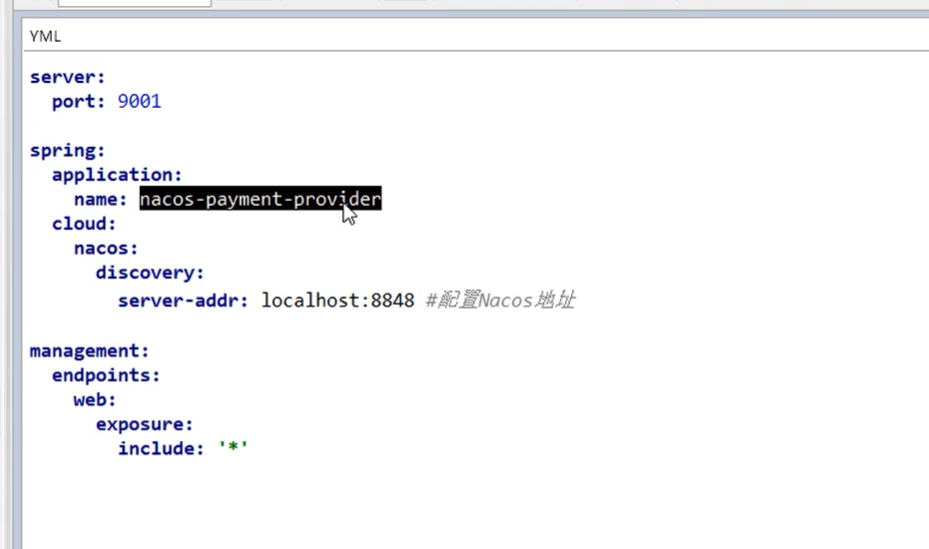 YML
server:
  port: 9001
spring:
  application:
    name: nacos-payment-provider
  cloud:
    nacos:
      discovery:
        server-addr: localhost:8848 #配置Nacos地址
management:
  endpoints:
    web:
      exposure:
        include: '*'